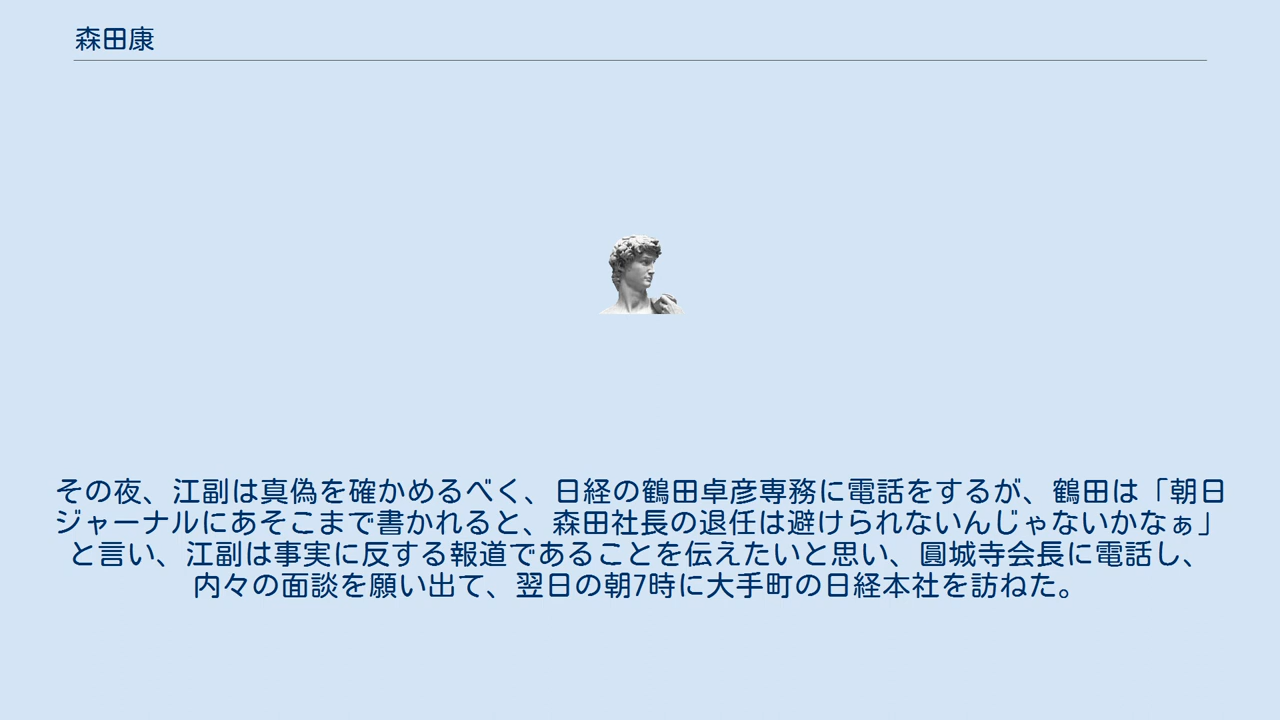 森田康
その夜、江副は真偽を確かめるべく、日経の鶴田卓彦専務に電話をするが、鶴田は「朝日
ジャーナルにあそこまで書かれると、森田社長の退任は避けられないんじゃないかなぁ」
と言い、江副は事実に反する報道であることを伝えたいと思い、圓城寺会長に電話し、
内々の面談を願い出て、翌日の朝7時に大手町の日経本社を訪ねた。